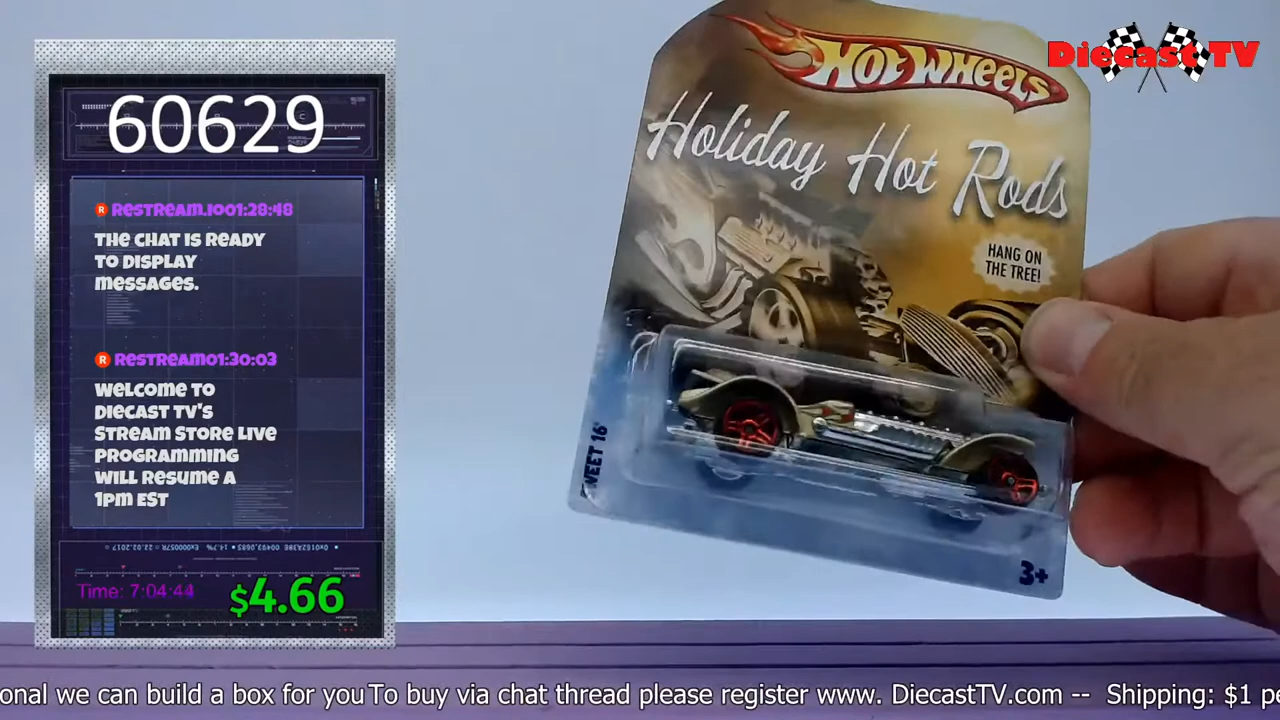 60629
Restream.io01:28:48
The chat is ready
to display
messages.
Restream01:30:03
Welcome to
Diecast TV's
Stream Store Live
Programming
will resume a
1pm EST
Time: 7:04:44
$4.66
Diecast TV
Hot Wheels
Holiday Hot Rods
HANG ON
THE TREE!
WEET 16
3+
onal we can build a box for you To buy via chat thread please register www. DiecastTV.com -- Shipping: $1 pe